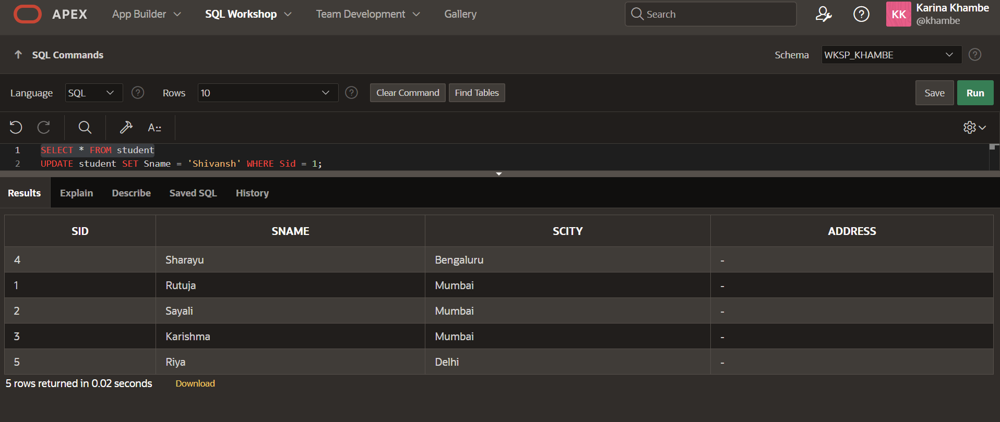 APEX App Builder SQL Workshop Team Development Gallery Search KK Karina Khambe
@khambe
SQL Commands Schema WKSP_KHAMBE ?
Language SQL ? Rows 10 ? Clear Command Find Tables Save Run
A::
1 SELECT * FROM student
2 UPDATE student SET Sname = 'Shivansh' WHERE Sid = 1;
Results Explain Describe Saved SQL History
SID SNAME SCITY ADDRESS
4 Sharayu Bengaluru -
1 Rutuja Mumbai -
2 Sayali Mumbai -
3 Karishma Mumbai -
5 Riya Delhi -
5 rows returned in 0.02 seconds Download